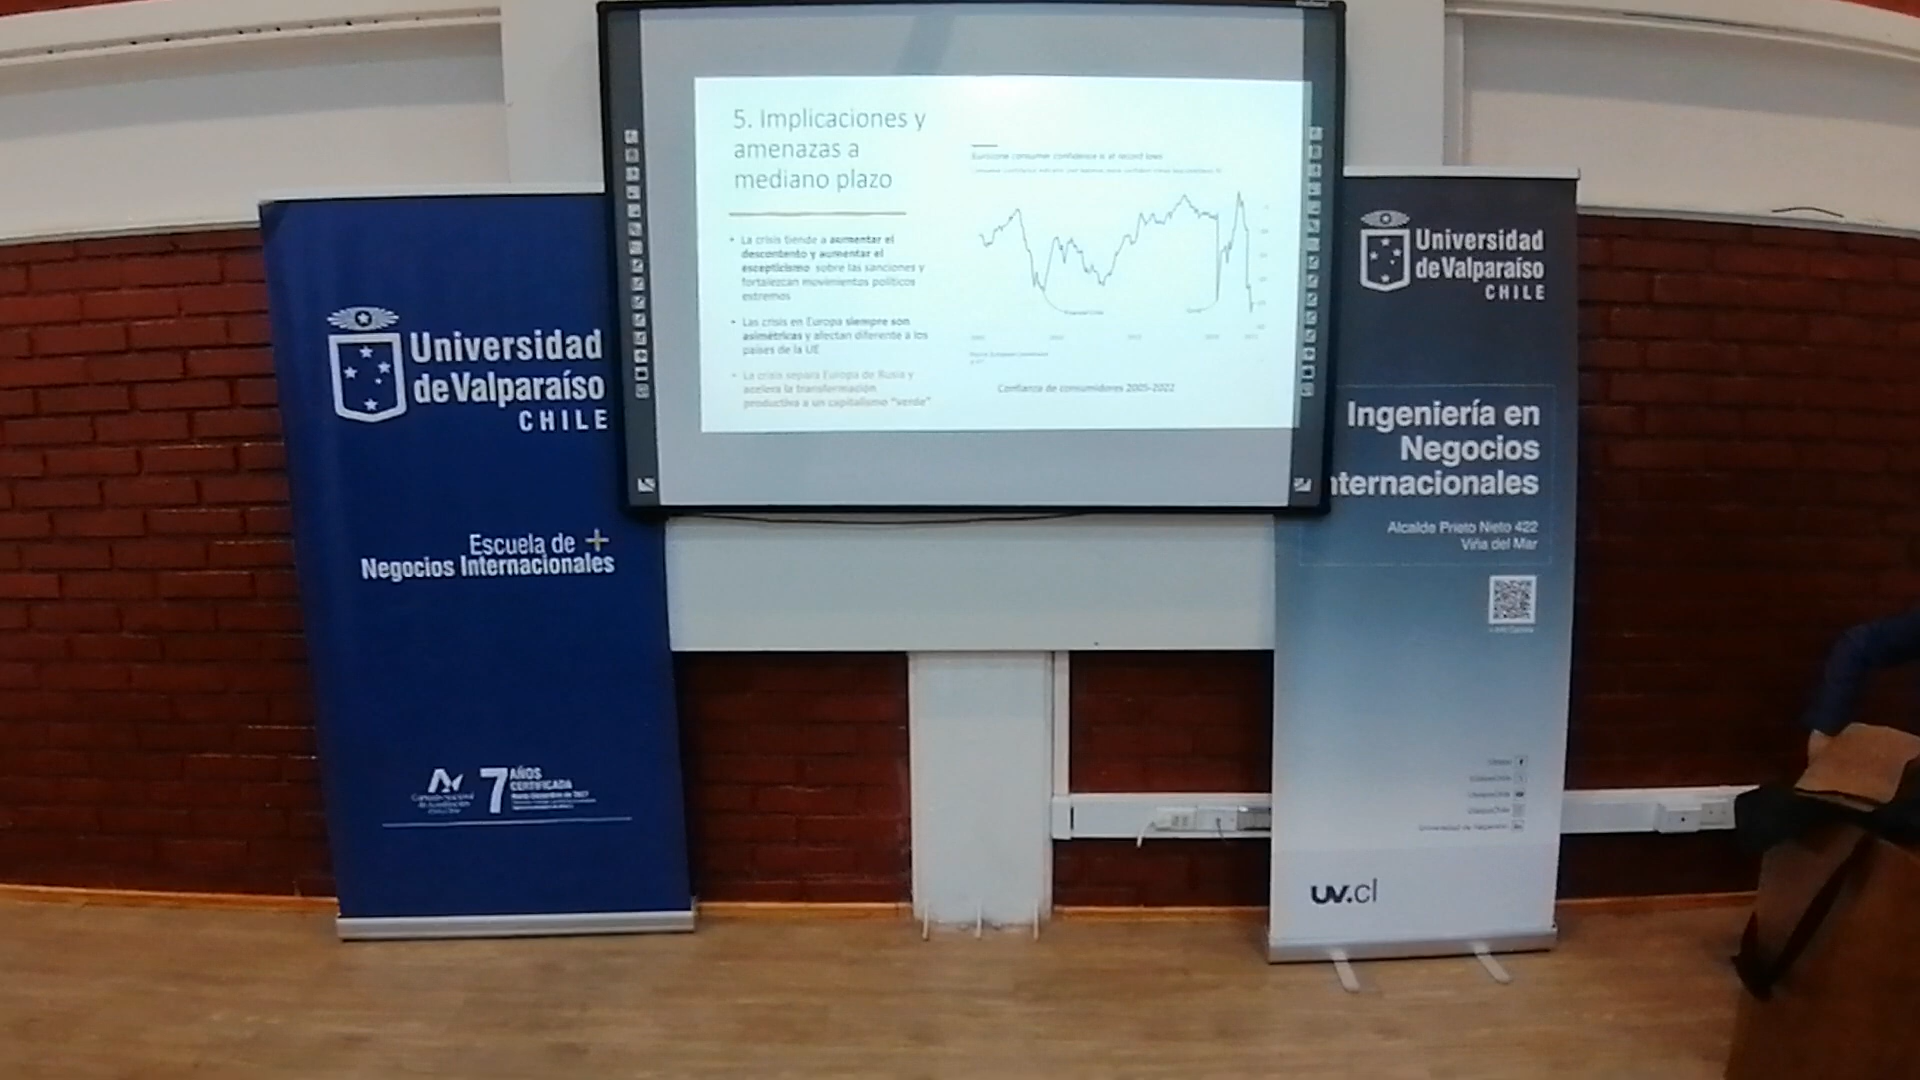 5. Implicaciones y
amenazas a
mediano plazo
• La crisis tiende a aumentar el
descontento y aumentar el
escepticismo sobre las sanciones y
fortalezcan movimientos políticos
extremos
• Las crisis en Europa siempre son
asimétricas y afectan diferente a los
países de la UE
• La crisis separa Europa de Rusia y
acelera la transformación
productiva a un capitalismo "verde"
Eurozone consumer confidence is at record lows
Confianza de consumidores 2005-2022
Universidad
de Valparaíso
CHILE
Escuela de +
Negocios Internacionales
7 AÑOS
CERTIFICADA
Universidad
de Valparaíso
CHILE
Ingeniería en
Negocios
nternacionales
Alcalde Prieto Nieto 422
Viña del Mar
Universidad de Valparaíso
uv.cl